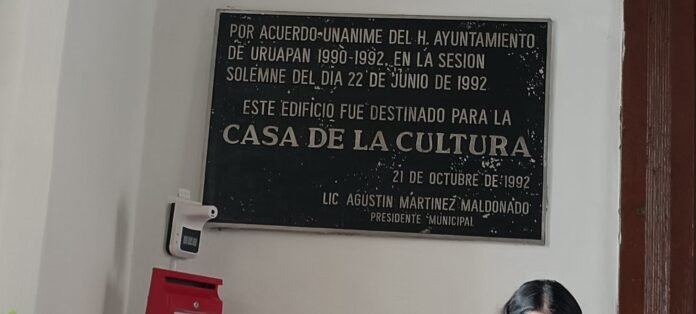 POR ACUERDO UNANIME DEL H. AYUNTAMIENTO
DE URUAPAN 1990-1992, EN LA SESION
SOLEMNE DEL DIA 22 DE JUNIO DE 1992
ESTE EDIFICIO FUE DESTINADO PARA LA
CASA DE LA CULTURA
21 DE OCTUBRE DE 1992
LIC AGUSTIN MARTINEZ MALDONADO
PRESIDENTE MUNICIPAL